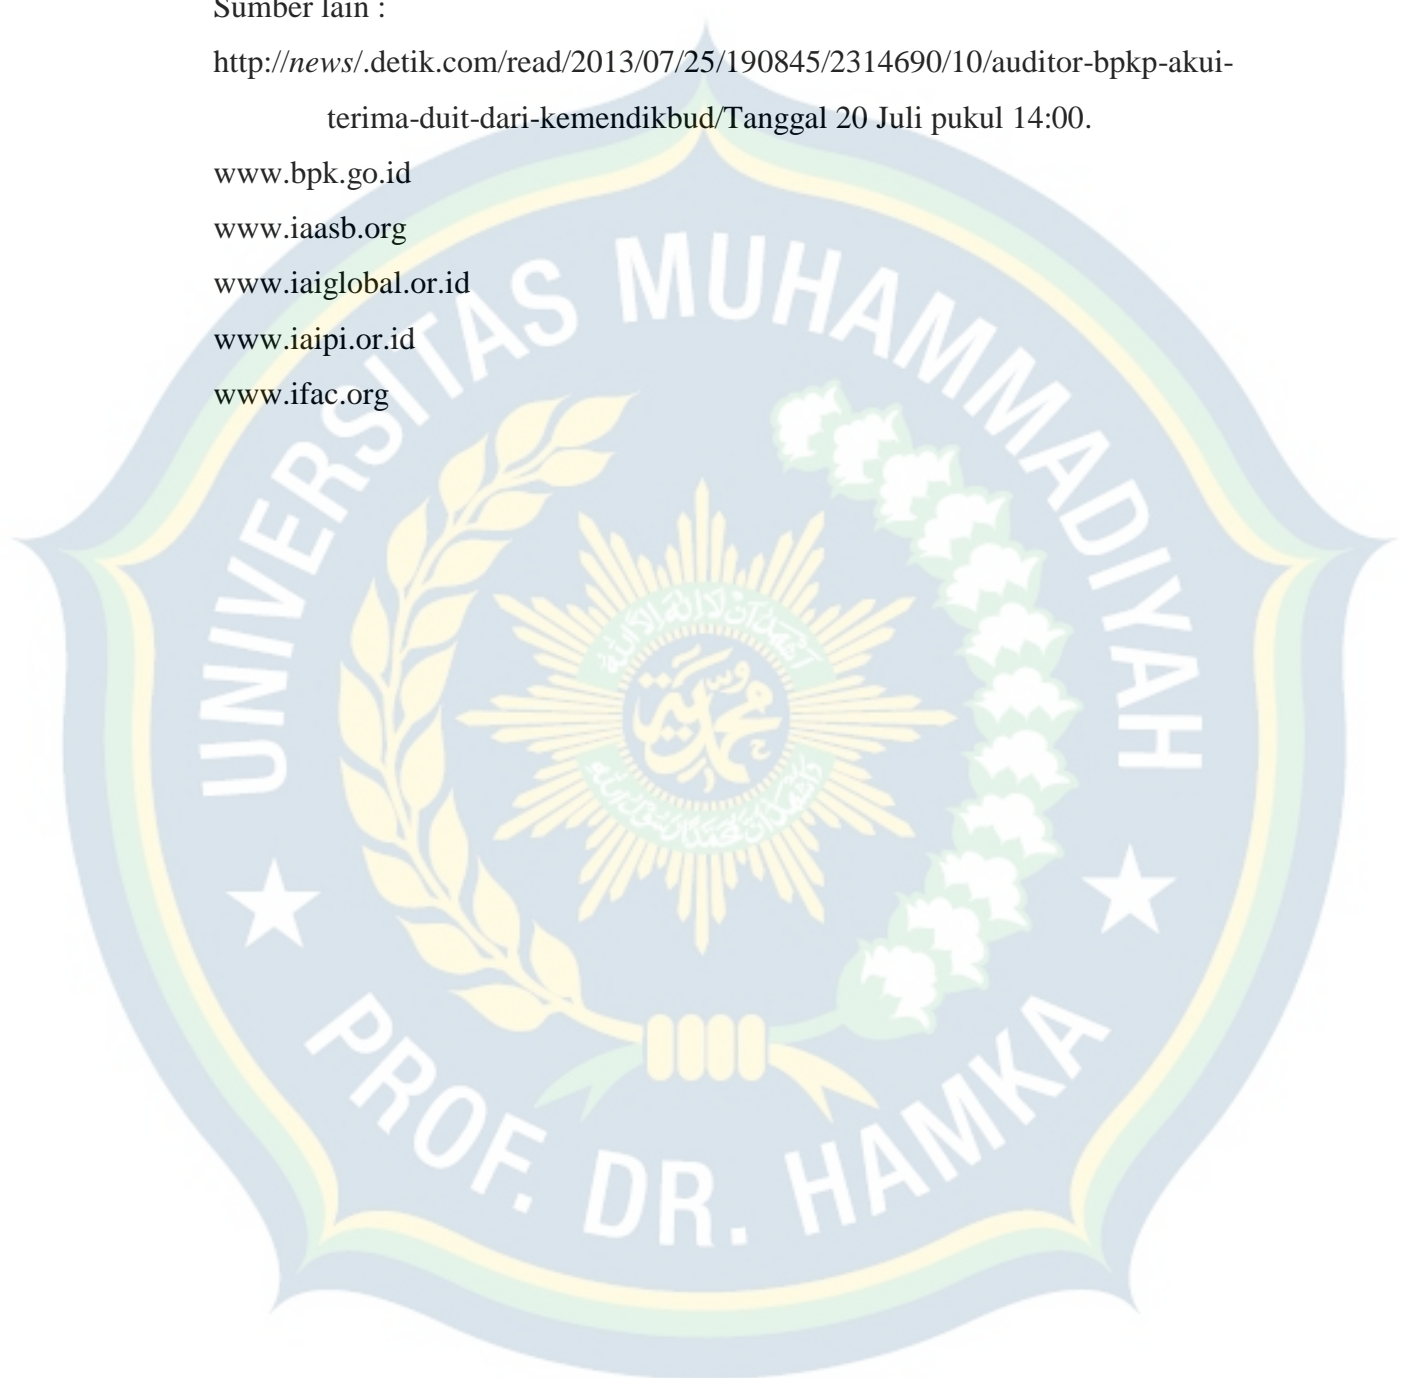 Sumber lain :
http://news/.detik.com/read/2013/07/25/190845/2314690/10/auditor-bpkp-akui-
terima-duit-dari-kemendikbud/Tanggal 20 Juli pukul 14:00.
www.bpk.go.id
www.iaasb.org
www.iaiglobal.or.id
www.iaipi.or.id
www.ifac.org
UNIVERSITAS MUHAMMADIYAH
PROF. DR. HAMKA